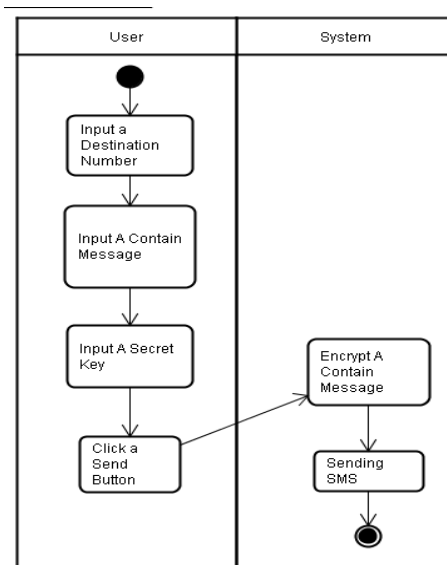 User
System
Input a
Destination
Number
Input A Contain
Message
Input A Secret
Key
Click a
Send
Button
Encrypt A
Contain
Message
Sending
SMS